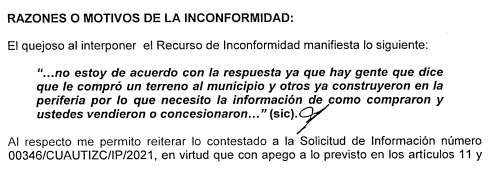 RAZONES O MOTIVOS DE LA INCONFORMIDAD:
El quejoso al interponer el Recurso de Inconformidad manifiesta lo siguiente:
“…no estoy de acuerdo con la respuesta ya que hay gente que dice
que le compró un terreno al municipio y otros ya construyeron en la
periferia por lo que necesito la información de como compraron y
ustedes vendieron o concesionaron…” (sic).
Al respecto me permito reiterar lo contestado a la Solicitud de Información número
00346/CUAUTIZC/IP/2021, en virtud que con apego a lo previsto en los artículos 11 y